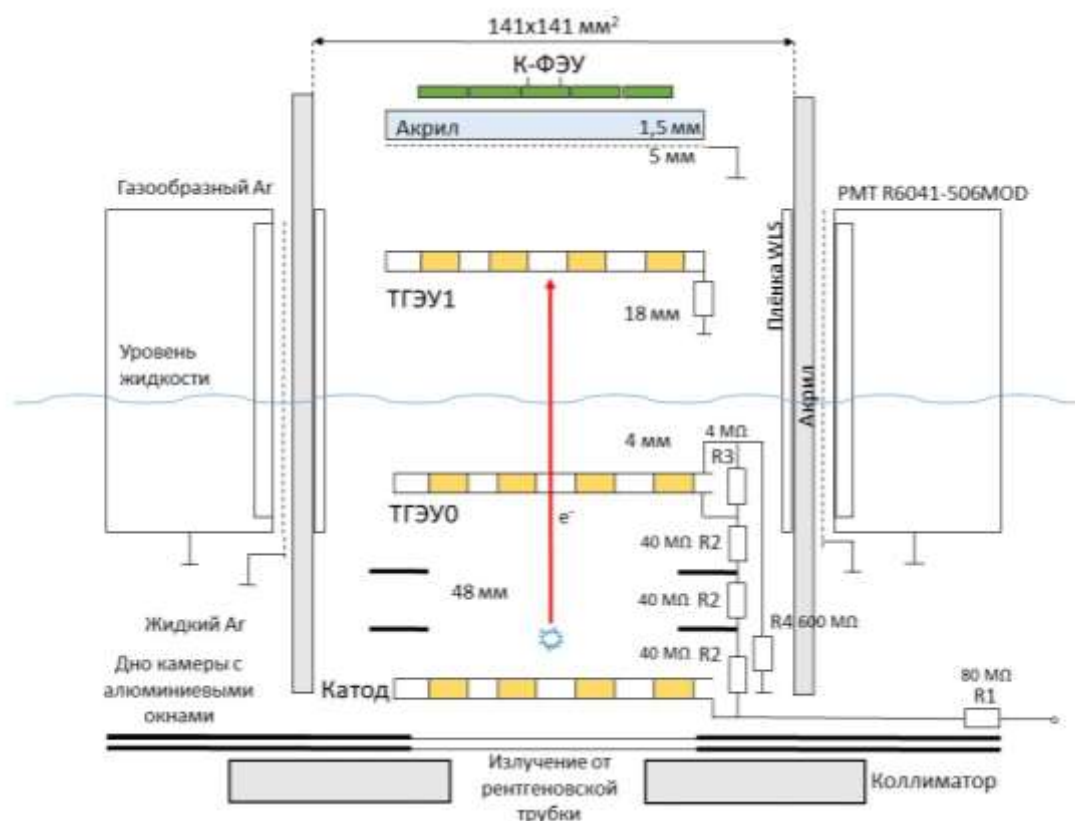 141x141 мм²
К-ФЭУ
Акрил
1,5 мм
5 мм
Газообразный Ar
PMT R6041-506MOD
Плёнка WLS
ТГЭУ1
18 мм
Уровень
жидкости
Акрил
4 мм
4 MΩ
R3
ТГЭУ0
e⁻
40 MΩ R2
48 мм
40 MΩ R2
Жидкий Ar
R4 600 MΩ
40 MΩ R2
Дно камеры с
алюминиевыми
окнами
Катод
80 MΩ
R1
Излучение от
рентгеновской
трубки
Коллиматор